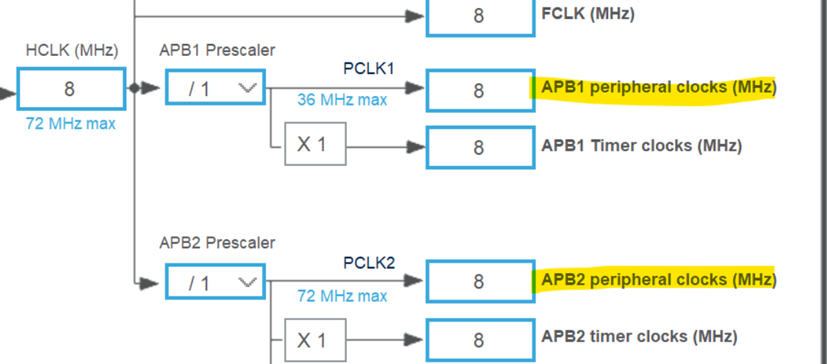 8
FCLK (MHz)
HCLK (MHz)
APB1 Prescaler
PCLK1
8
/ 1
36 MHz max
8
APB1 peripheral clocks (MHz)
72 MHz max
X 1
8
APB1 Timer clocks (MHz)
APB2 Prescaler
PCLK2
/ 1
72 MHz max
8
APB2 peripheral clocks (MHz)
X 1
8
APB2 timer clocks (MHz)